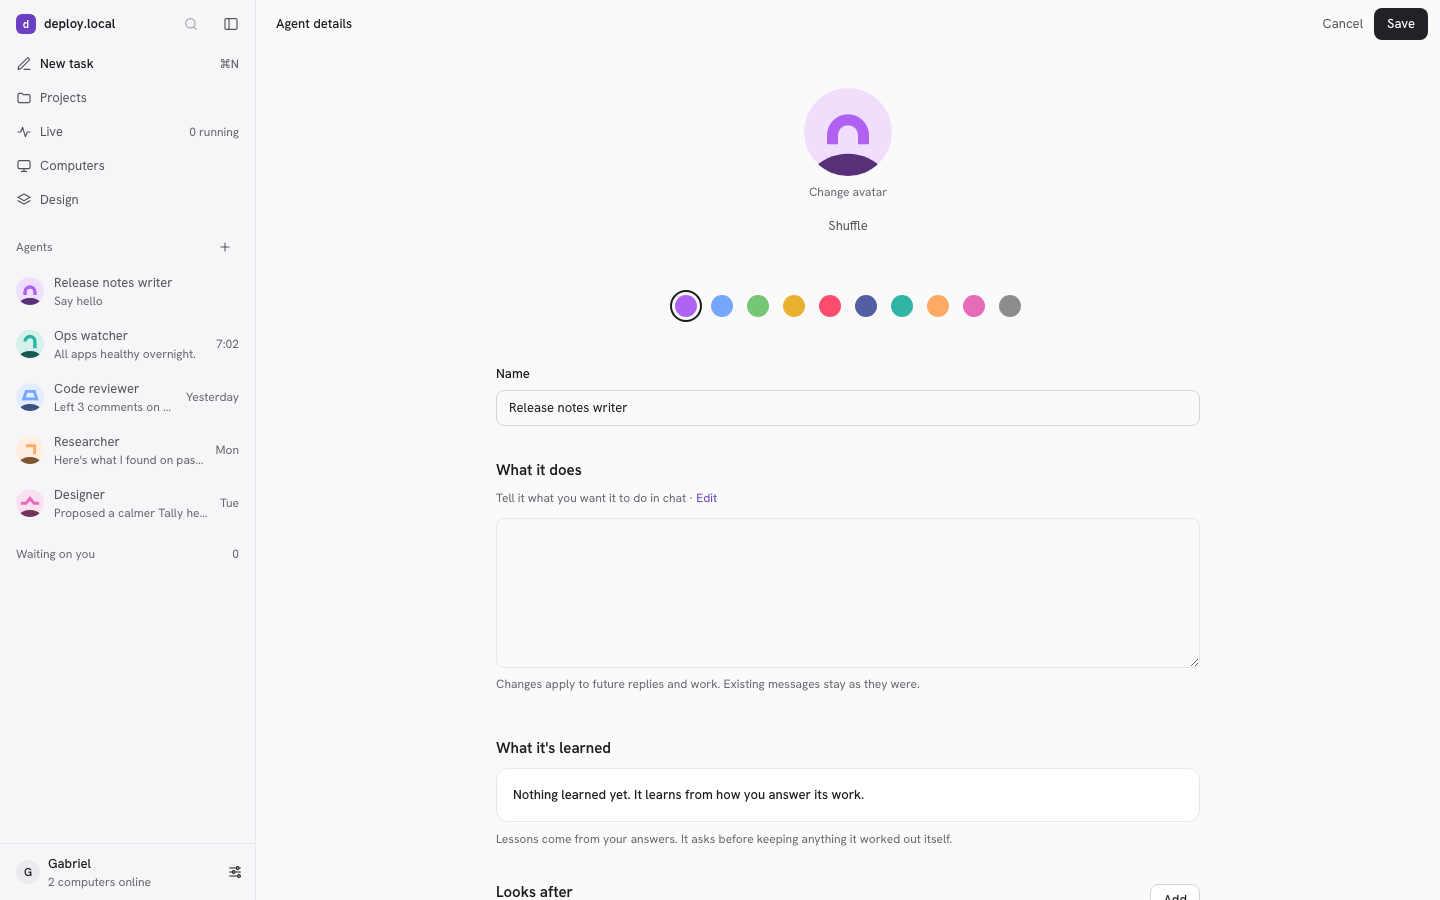 d deploy.local
New task ⌘N
Projects
Live 0 running
Computers
Design
Agents
Release notes writer
Say hello
Ops watcher
All apps healthy overnight. 7:02
Code reviewer
Left 3 comments on ... Yesterday
Researcher
Here's what I found on pas... Mon
Designer
Proposed a calmer Tally he... Tue
Waiting on you 0
G Gabriel
2 computers online
Agent details
Cancel Save
Change avatar
Shuffle
Name
Release notes writer
What it does
Tell it what you want it to do in chat · Edit
Changes apply to future replies and work. Existing messages stay as they were.
What it's learned
Nothing learned yet. It learns from how you answer its work.
Lessons come from your answers. It asks before keeping anything it worked out itself.
Looks after Add